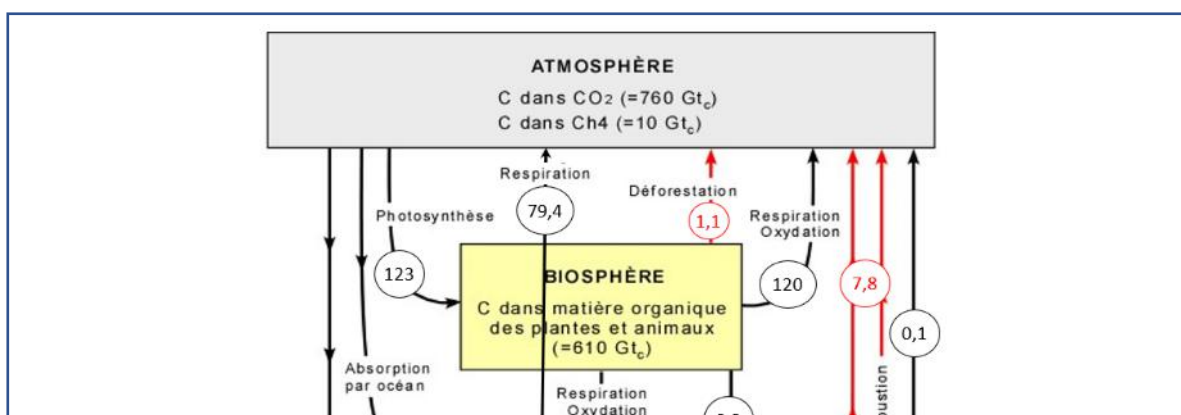 ATMOSPHÈRE
C dans CO2 (=760 Gtc)
C dans Ch4 (=10 Gtc)
Respiration
79,4
Déforestation
1,1
Photosynthèse
123
Respiration
Oxydation
120
7,8
0,1
BIOSPHÈRE
C dans matière organique
des plantes et animaux
(=610 Gtc)
Absorption
par océan
Respiration
Oxydation